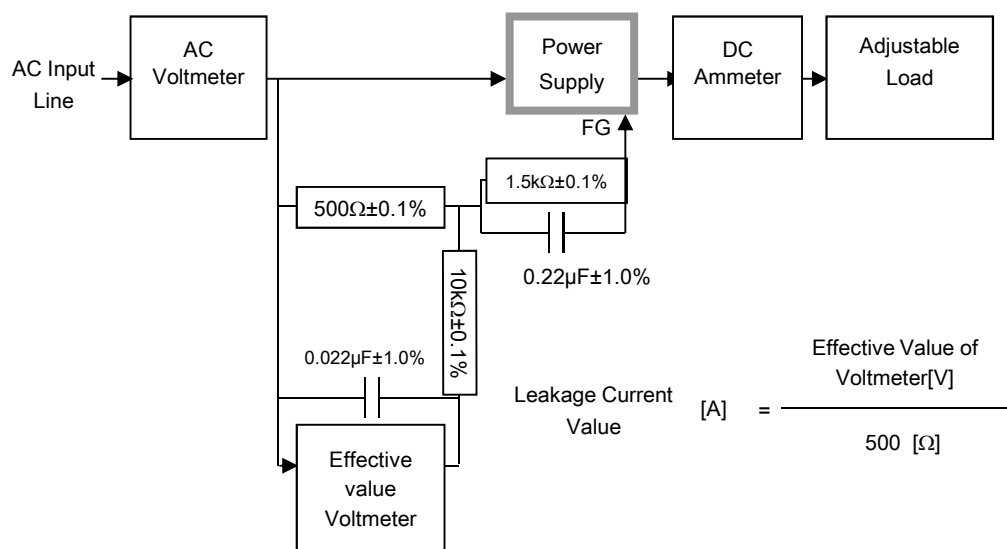 AC Input
Line
AC
Voltmeter
Power
Supply
DC
Ammeter
Adjustable
Load
FG
1.5kΩ±0.1%
500Ω±0.1%
0.22µF±1.0%
10kΩ±0.1%
0.022µF±1.0%
Effective
value
Voltmeter
Leakage Current
Value
[A]
=
Effective Value of
Voltmeter[V]
500 [Ω]